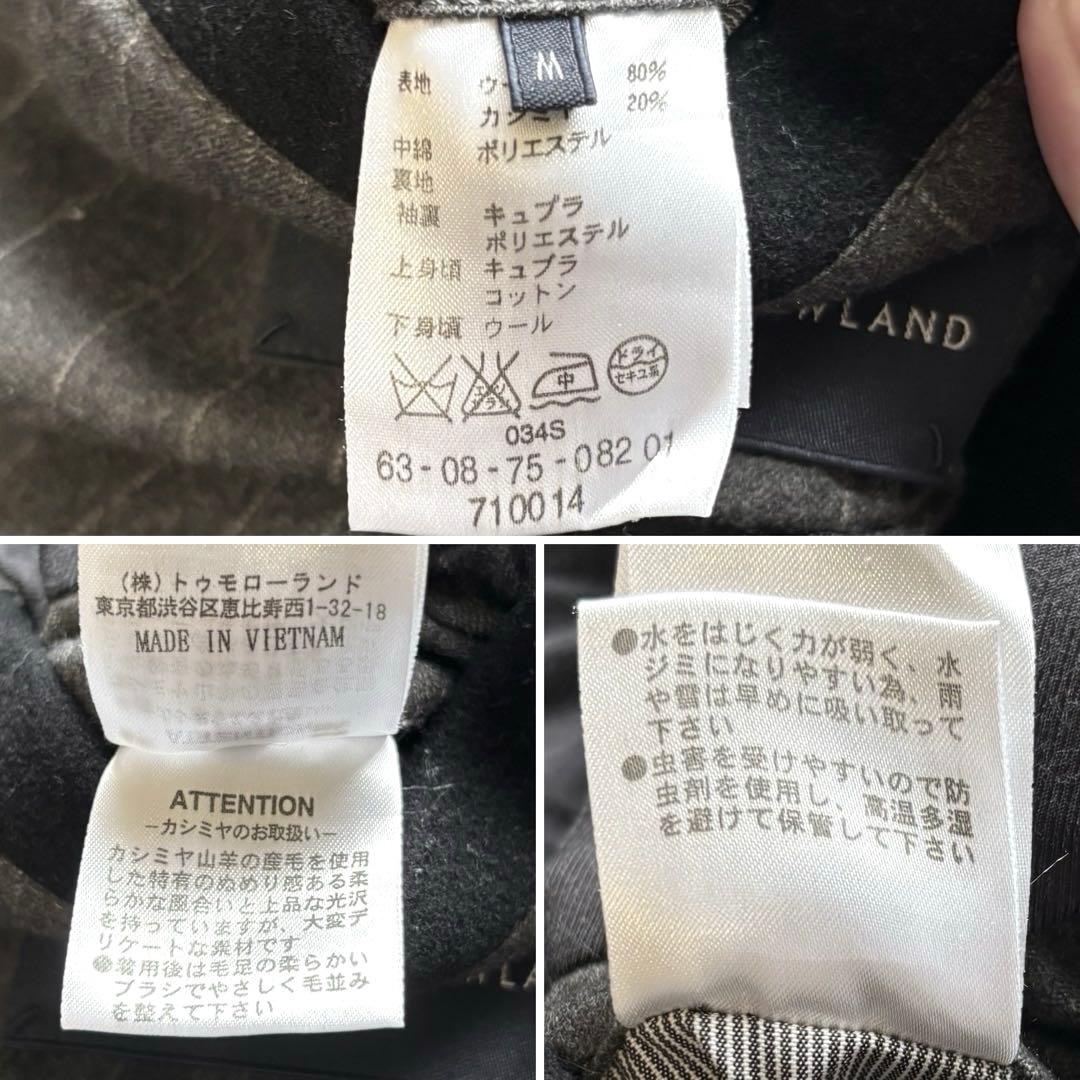 M
表地 ウ 80%
カシミヤ 20%
中綿 ポリエステル
裏地
袖裏 キュプラ
ポリエステル
上身頃 キュプラ
コットン
下身頃 ウール
エンソ
サラシ
中
ドライ
セキユ系
034S
63-08-75-082 01
710014
WLAND
(株)トゥモローランド
東京都渋谷区恵比寿西1-32-18
MADE IN VIETNAM
ATTENTION
-カシミヤのお取扱い-
カシミヤ山羊の産毛を使用
した特有のぬめり感ある柔
らかな風合いと上品な光沢
を持っていますが、大変デ
リケートな素材です
●着用後は毛足の柔らかい
ブラシでやさしく毛並み
を整えて下さい
LAND
●水をはじく力が弱く、水
ジミになりやすい為、雨
や雪は早めに吸い取って
下さい
●虫害を受けやすいので防
虫剤を使用し、高温多湿
を避けて保管して下さい